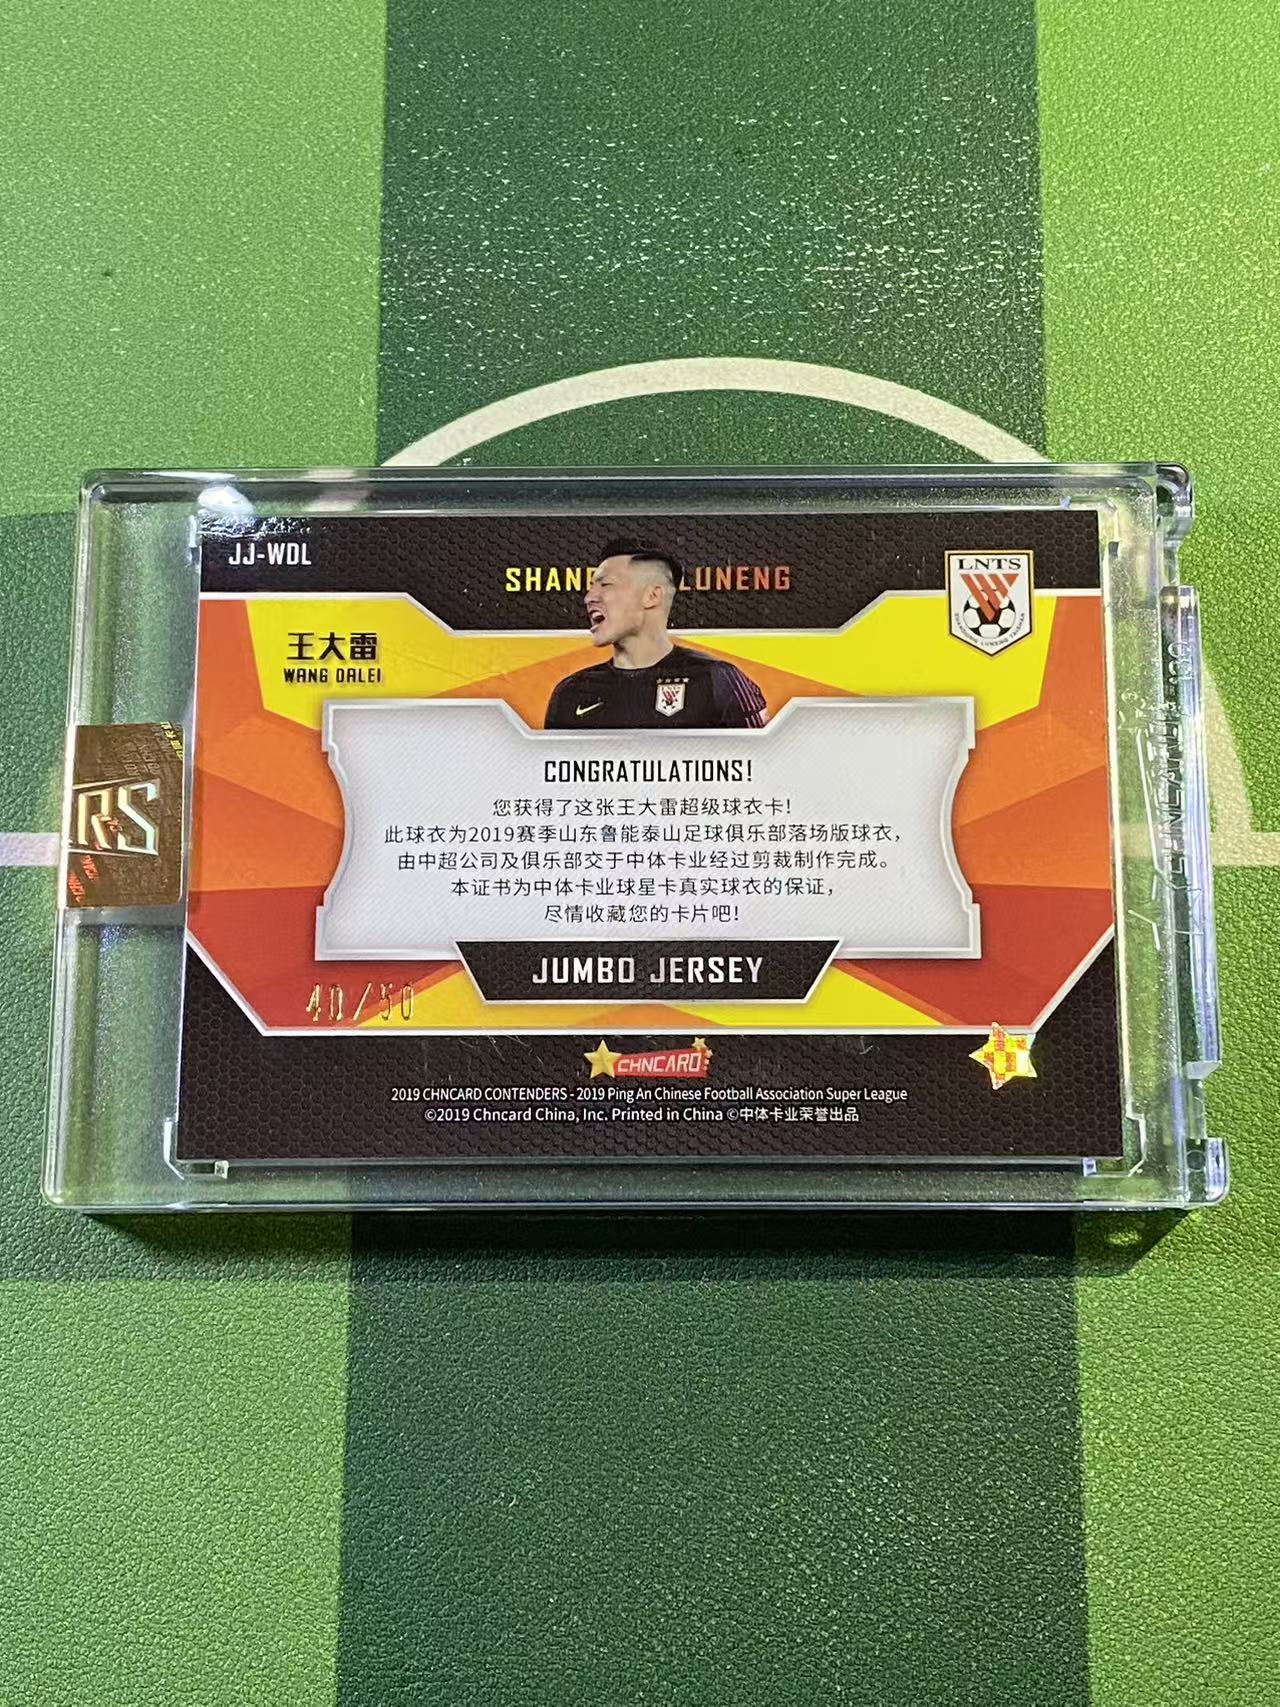 JJ-WDL
SHAN LUNENG
LNTS
王大雷
WANG DALEI
CONGRATULATIONS!
您获得了这张王大雷超级球衣卡!
此球衣为2019赛季山东鲁能泰山足球俱乐部落场版球衣，
由中超公司及俱乐部交于中体卡业经过剪裁制作完成。
本证书为中体卡业球星卡真实球衣的保证，
尽情收藏您的卡片吧!
RS
JUMBO JERSEY
40/50
CHNCARD
2019 CHNCARD CONTENDERS - 2019 Ping An Chinese Football Association Super League
©2019 Chncard China, Inc. Printed in China ©中体卡业荣誉出品